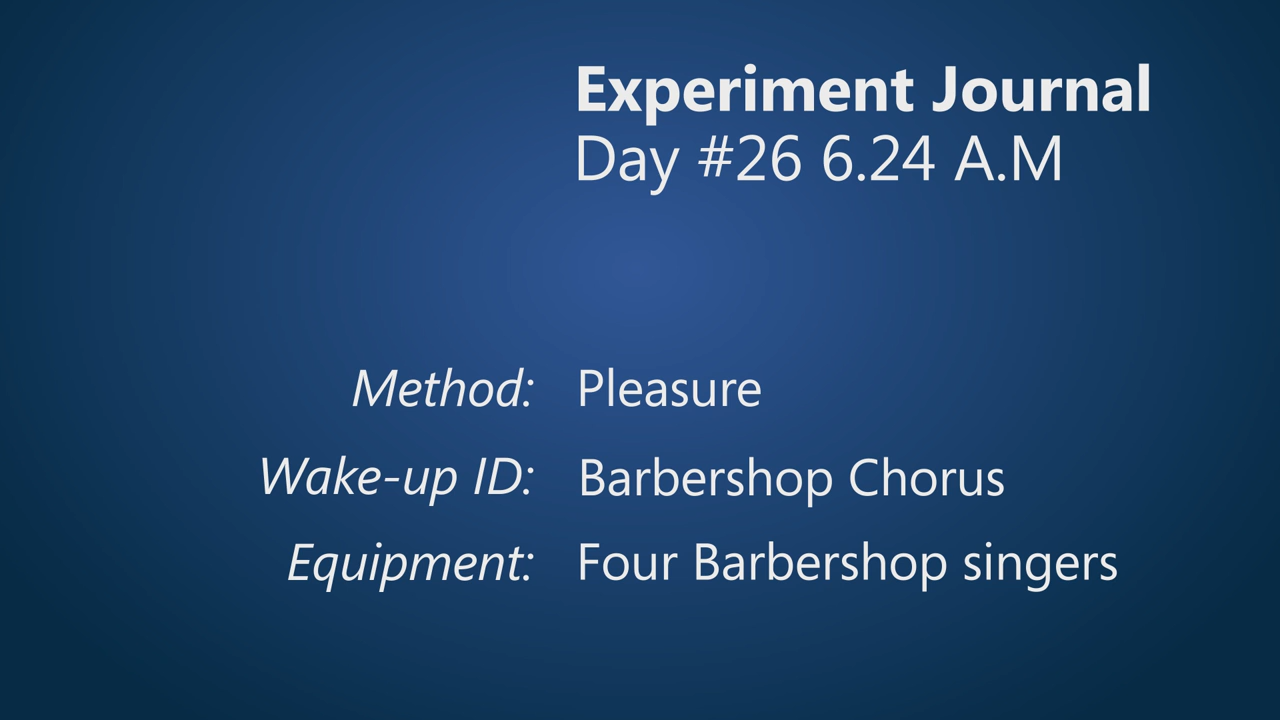 Experiment Journal
Day #26 6.24 A.M
Method: Pleasure
Wake-up ID: Barbershop Chorus
Equipment: Four Barbershop singers